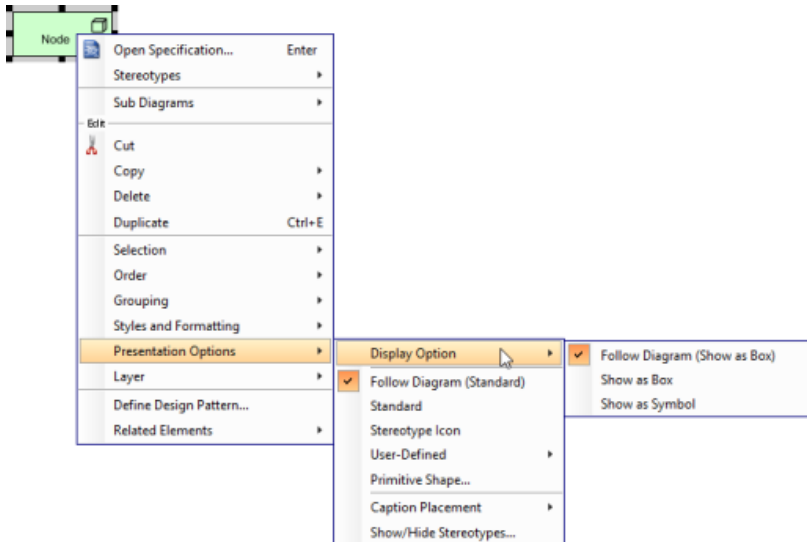 Node
Open Specification... Enter
Stereotypes
Sub Diagrams
Edit
Cut
Copy
Delete
Duplicate Ctrl+E
Selection
Order
Grouping
Styles and Formatting
Presentation Options
Layer
Define Design Pattern...
Related Elements
Display Option
Follow Diagram (Standard)
Standard
Stereotype Icon
User-Defined
Primitive Shape...
Caption Placement
Show/Hide Stereotypes...
Follow Diagram (Show as Box)
Show as Box
Show as Symbol